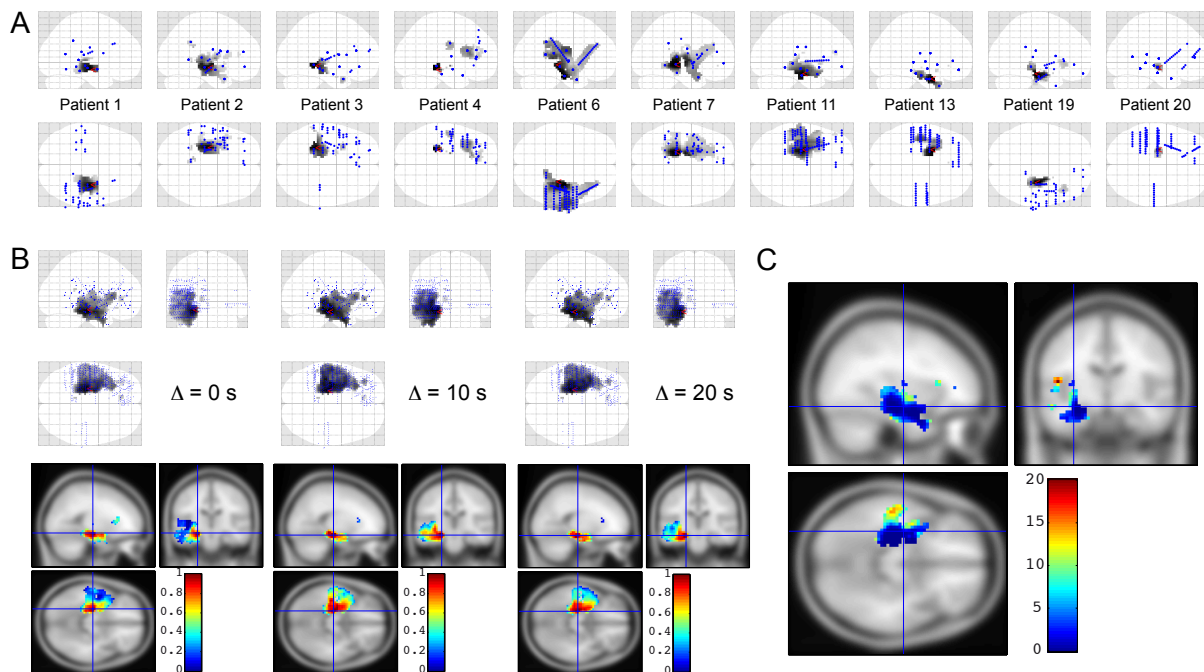 A
Patient 1 Patient 2 Patient 3 Patient 4 Patient 6 Patient 7 Patient 11 Patient 13 Patient 19 Patient 20
B
C
Δ = 0 s Δ = 10 s Δ = 20 s
1 1 1
0.8 0.8 0.8
0.6 0.6 0.6
0.4 0.4 0.4
0.2 0.2 0.2
0 0 0
20
15
10
5
0